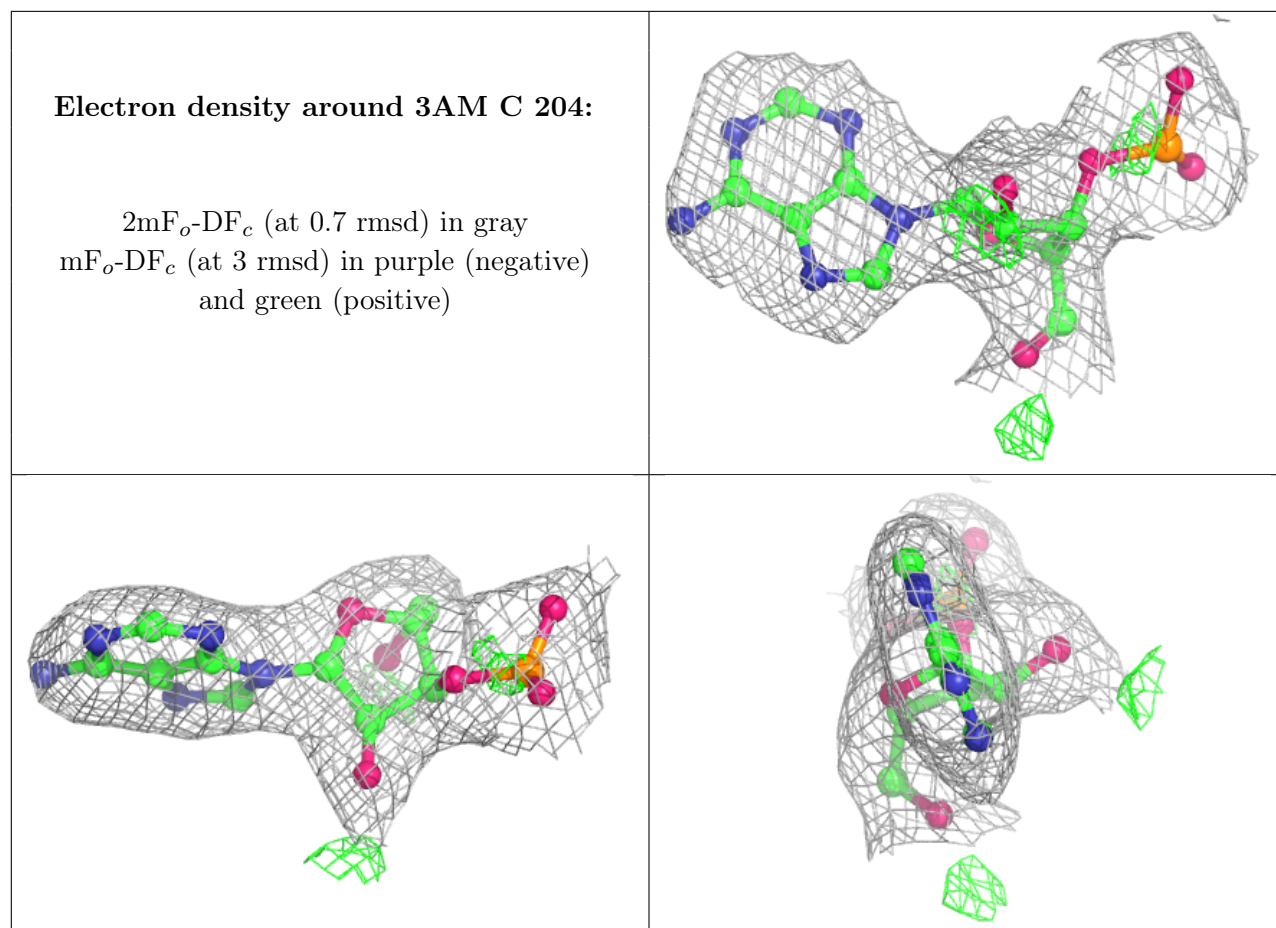 Electron density around 3AM C 204:
2mFₒ-DF𝒸 (at 0.7 rmsd) in gray
mFₒ-DF𝒸 (at 3 rmsd) in purple (negative)
and green (positive)